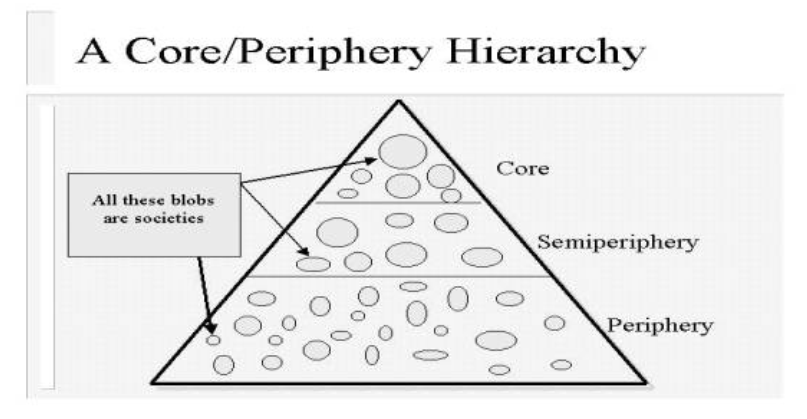 A Core/Periphery Hierarchy
Core
All these blobs
are societies
Semiperiphery
Periphery